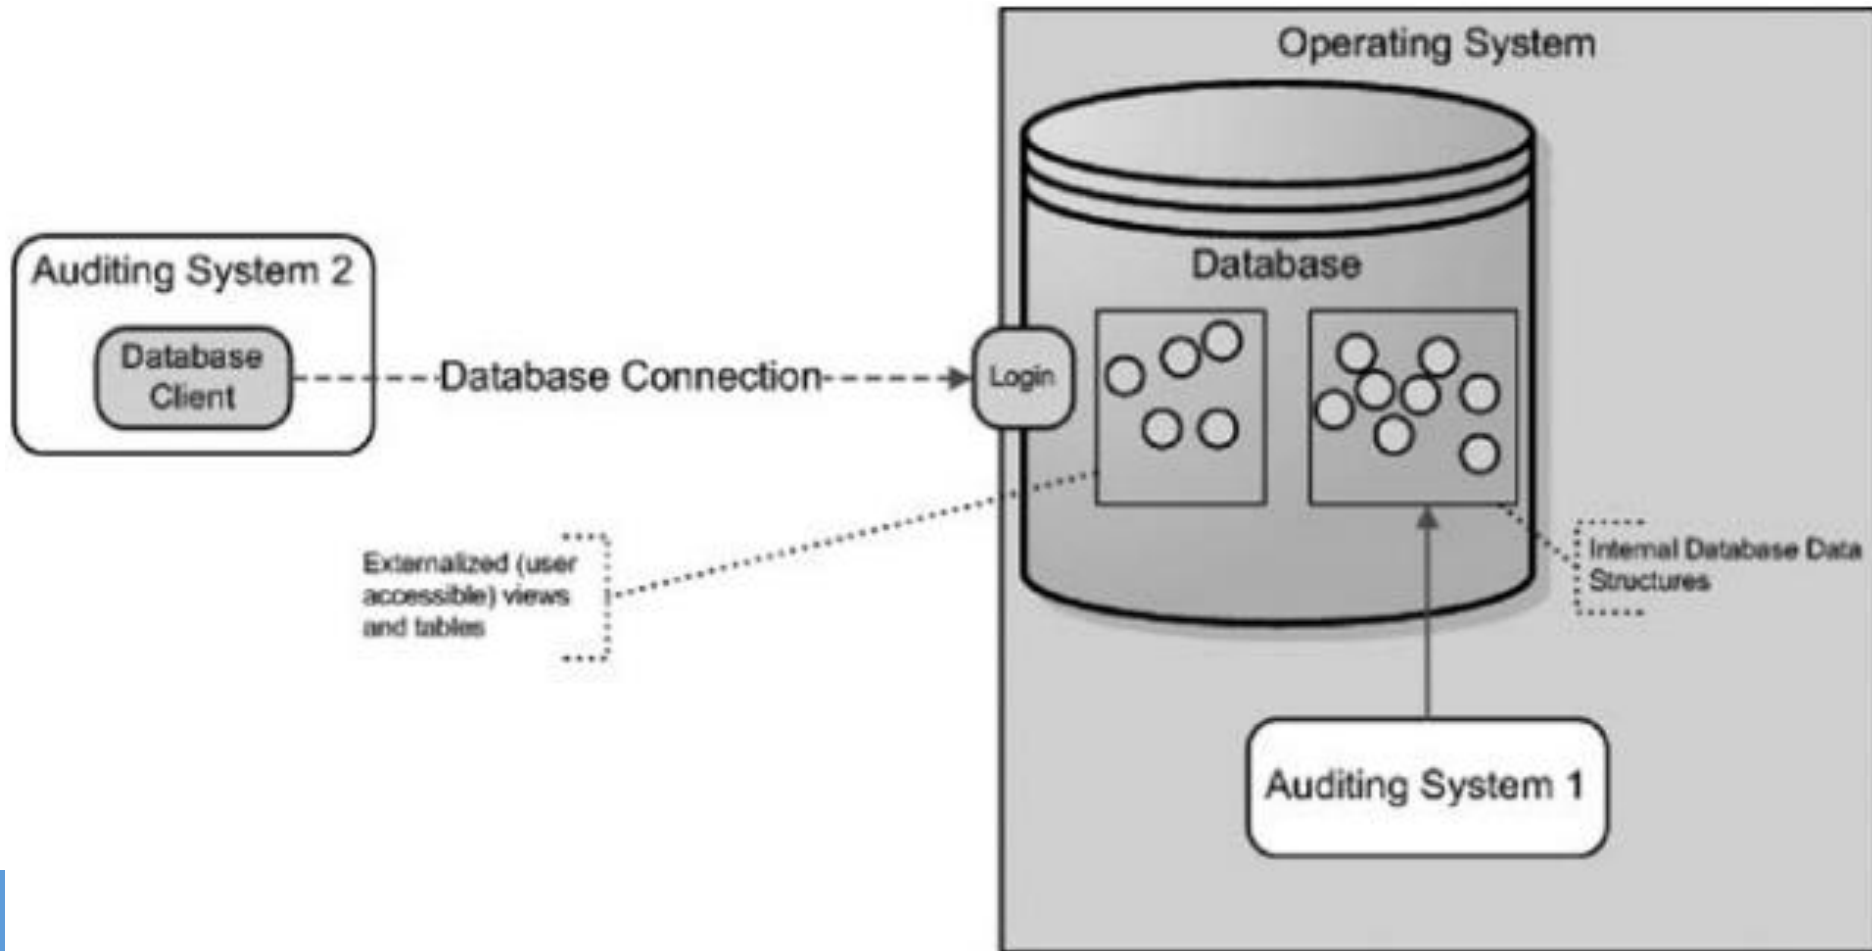 Operating System
Database
Auditing System 2
Database
Client
Database Connection
Login
Externalized (user
accessible) views
and tables
Internal Database Data
Structures
Auditing System 1